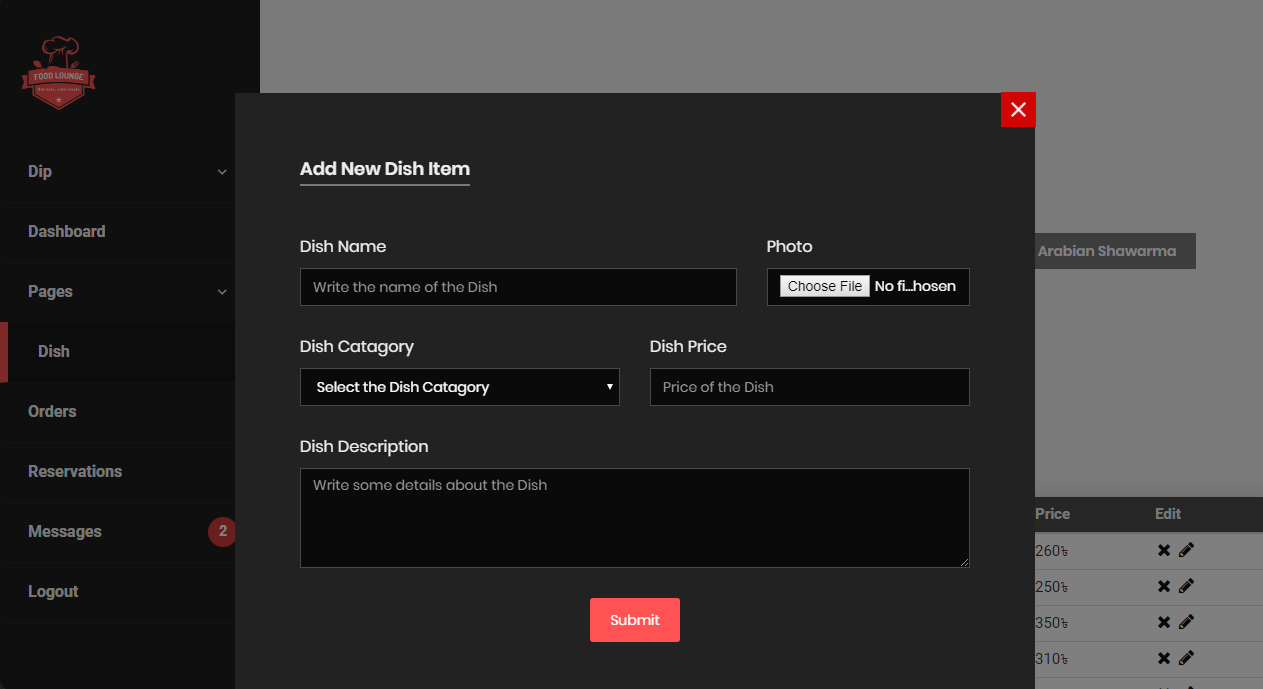 FOOD LOUNGE
Dip
Dashboard
Pages
Dish
Orders
Reservations
Messages
2
Logout
Add New Dish Item
Dish Name
Write the name of the Dish
Photo
Choose File No fi...hosen
Dish Catagory
Select the Dish Catagory
Dish Price
Price of the Dish
Dish Description
Write some details about the Dish
Submit
Arabian Shawarma
Price Edit
260৳
250৳
350৳
310৳